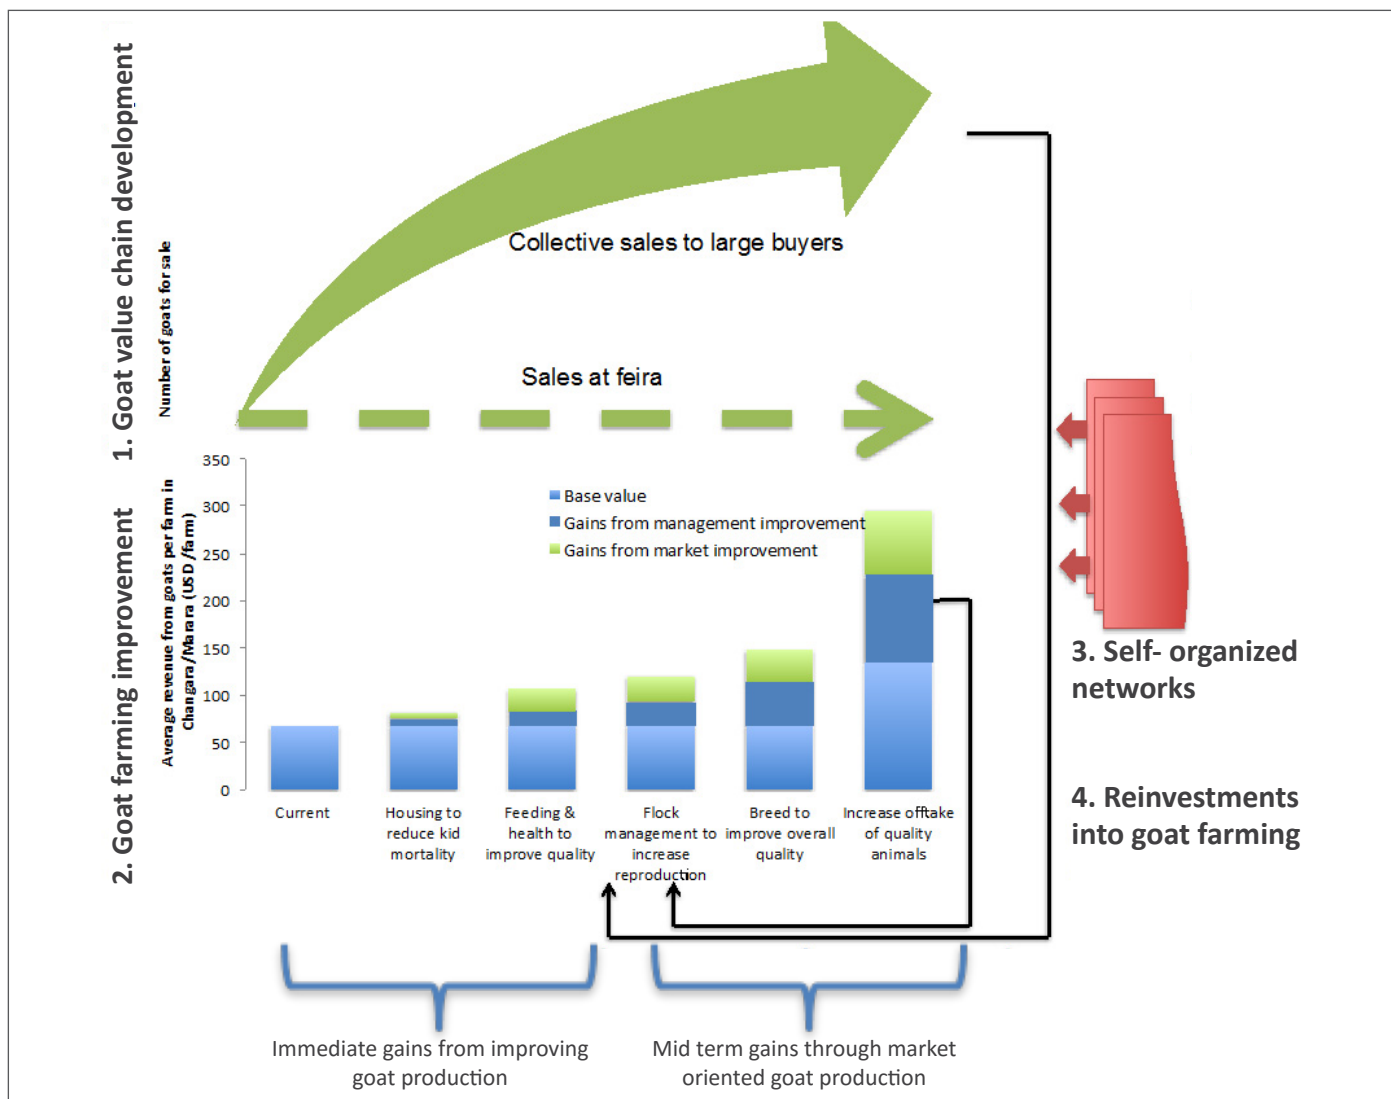 1. Goat value chain development
Number of goats for sale
Collective sales to large buyers
Sales at feira
2. Goat farming improvement
Average revenue from goats per farm in
Changara/Marara (USD/farm)
350
300
250
200
150
100
50
0
Base value
Gains from management improvement
Gains from market improvement
Current
Housing to
reduce kid
mortality
Feeding &
health to
improve quality
Flock
management to
increase
reproduction
Breed to
improve overall
quality
Increase offtake
of quality
animals
3. Self- organized
networks
4. Reinvestments
into goat farming
Immediate gains from improving
goat production
Mid term gains through market
oriented goat production